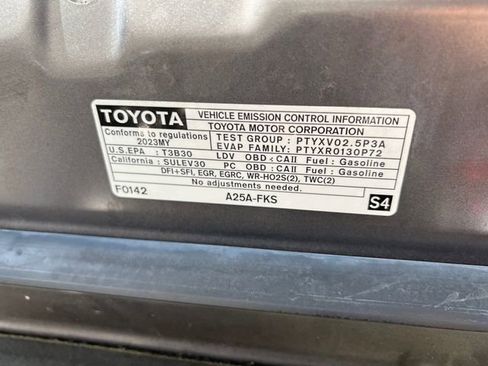 TOYOTA VEHICLE EMISSION CONTROL INFORMATION
TOYOTA MOTOR CORPORATION
Conforms to regulations
2023MY
TEST GROUP : PTYXV02.5P3A
EVAP FAMILY: PTYXR0130P72
U.S.EPA : T3B30 LDV OBD : CAII Fuel : Gasoline
California : SULEV30 PC OBD : CAII Fuel : Gasoline
DFI+SFI, EGR, EGRC, WR-HO2S(2), TWC(2)
No adjustments needed.
F0142 A25A-FKS S4